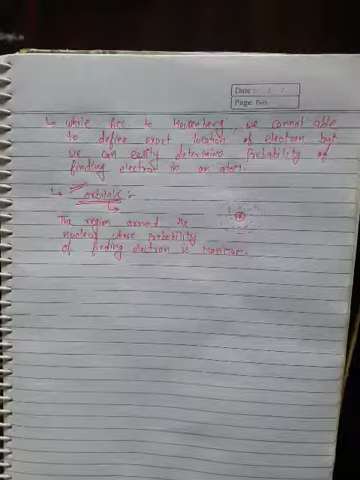 Date :
Page No.
↳ while Acc to Heisenberg, we cannot able
to define exact location of electron but
we can easily determine probability of
finding electron in an atom.
↳ orbitals :-
The region around the
nucleus whose probability
of finding electron is maximum.